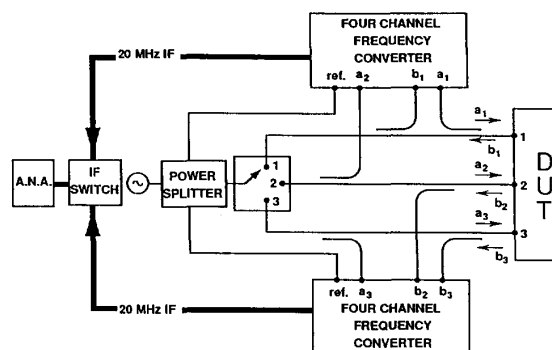 FOUR CHANNEL
FREQUENCY
CONVERTER
ref. a2 b1 a1
20 MHz IF
a1
1
b1
A.N.A.
IF
SWITCH
POWER
SPLITTER
1
2
3
a2
2
b2
a3
3
b3
DUT
ref. a3 b2 b3
20 MHz IF
FOUR CHANNEL
FREQUENCY
CONVERTER